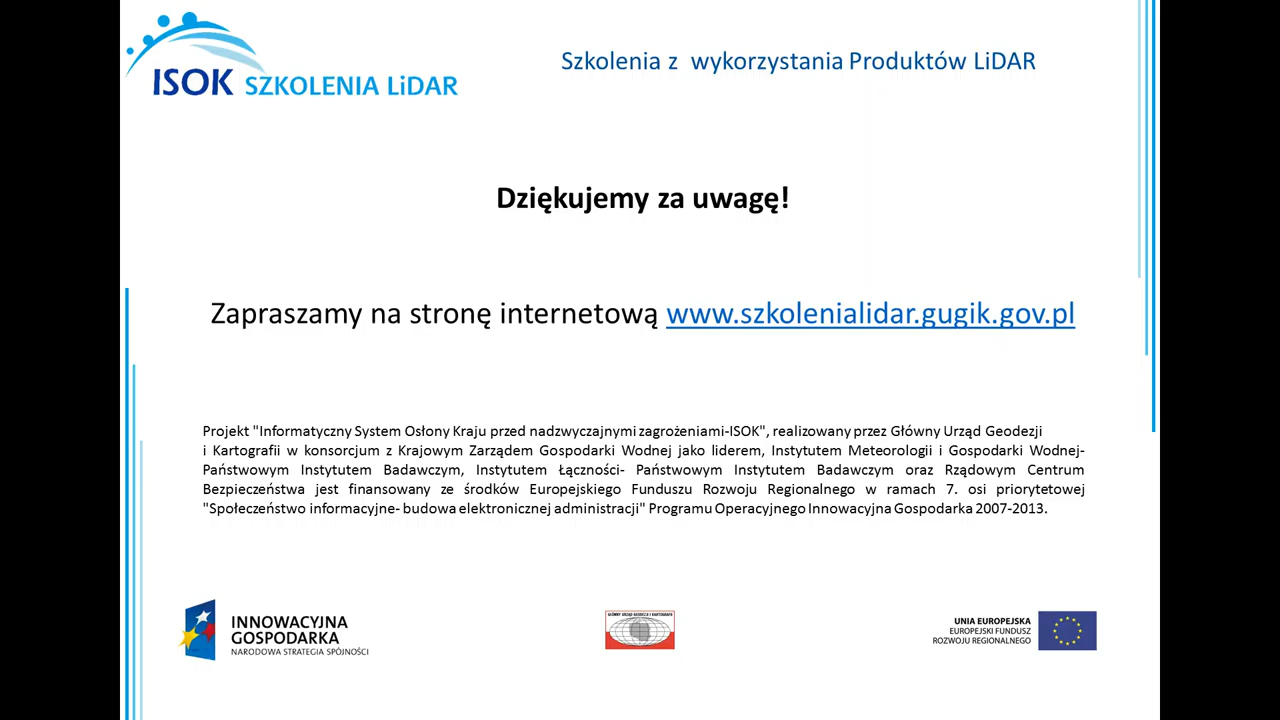 ISOK SZKOLENIA LiDAR
Szkolenia z wykorzystania Produktów LiDAR
Dziękujemy za uwagę!
Zapraszamy na stronę internetową www.szkolenialidar.gugik.gov.pl
Projekt "Informatyczny System Osłony Kraju przed nadzwyczajnymi zagrożeniami-ISOK", realizowany przez Główny Urząd Geodezji
i Kartografii w konsorcjum z Krajowym Zarządem Gospodarki Wodnej jako liderem, Instytutem Meteorologii i Gospodarki Wodnej-
Państwowym Instytutem Badawczym, Instytutem Łączności- Państwowym Instytutem Badawczym oraz Rządowym Centrum
Bezpieczeństwa jest finansowany ze środków Europejskiego Funduszu Rozwoju Regionalnego w ramach 7. osi priorytetowej
"Społeczeństwo informacyjne- budowa elektronicznej administracji" Programu Operacyjnego Innowacyjna Gospodarka 2007-2013.
INNOWACYJNA
GOSPODARKA
NARODOWA STRATEGIA SPÓJNOŚCI
GŁÓWNY URZĄD GEODEZJI I KARTOGRAFII
UNIA EUROPEJSKA
EUROPEJSKI FUNDUSZ
ROZWOJU REGIONALNEGO